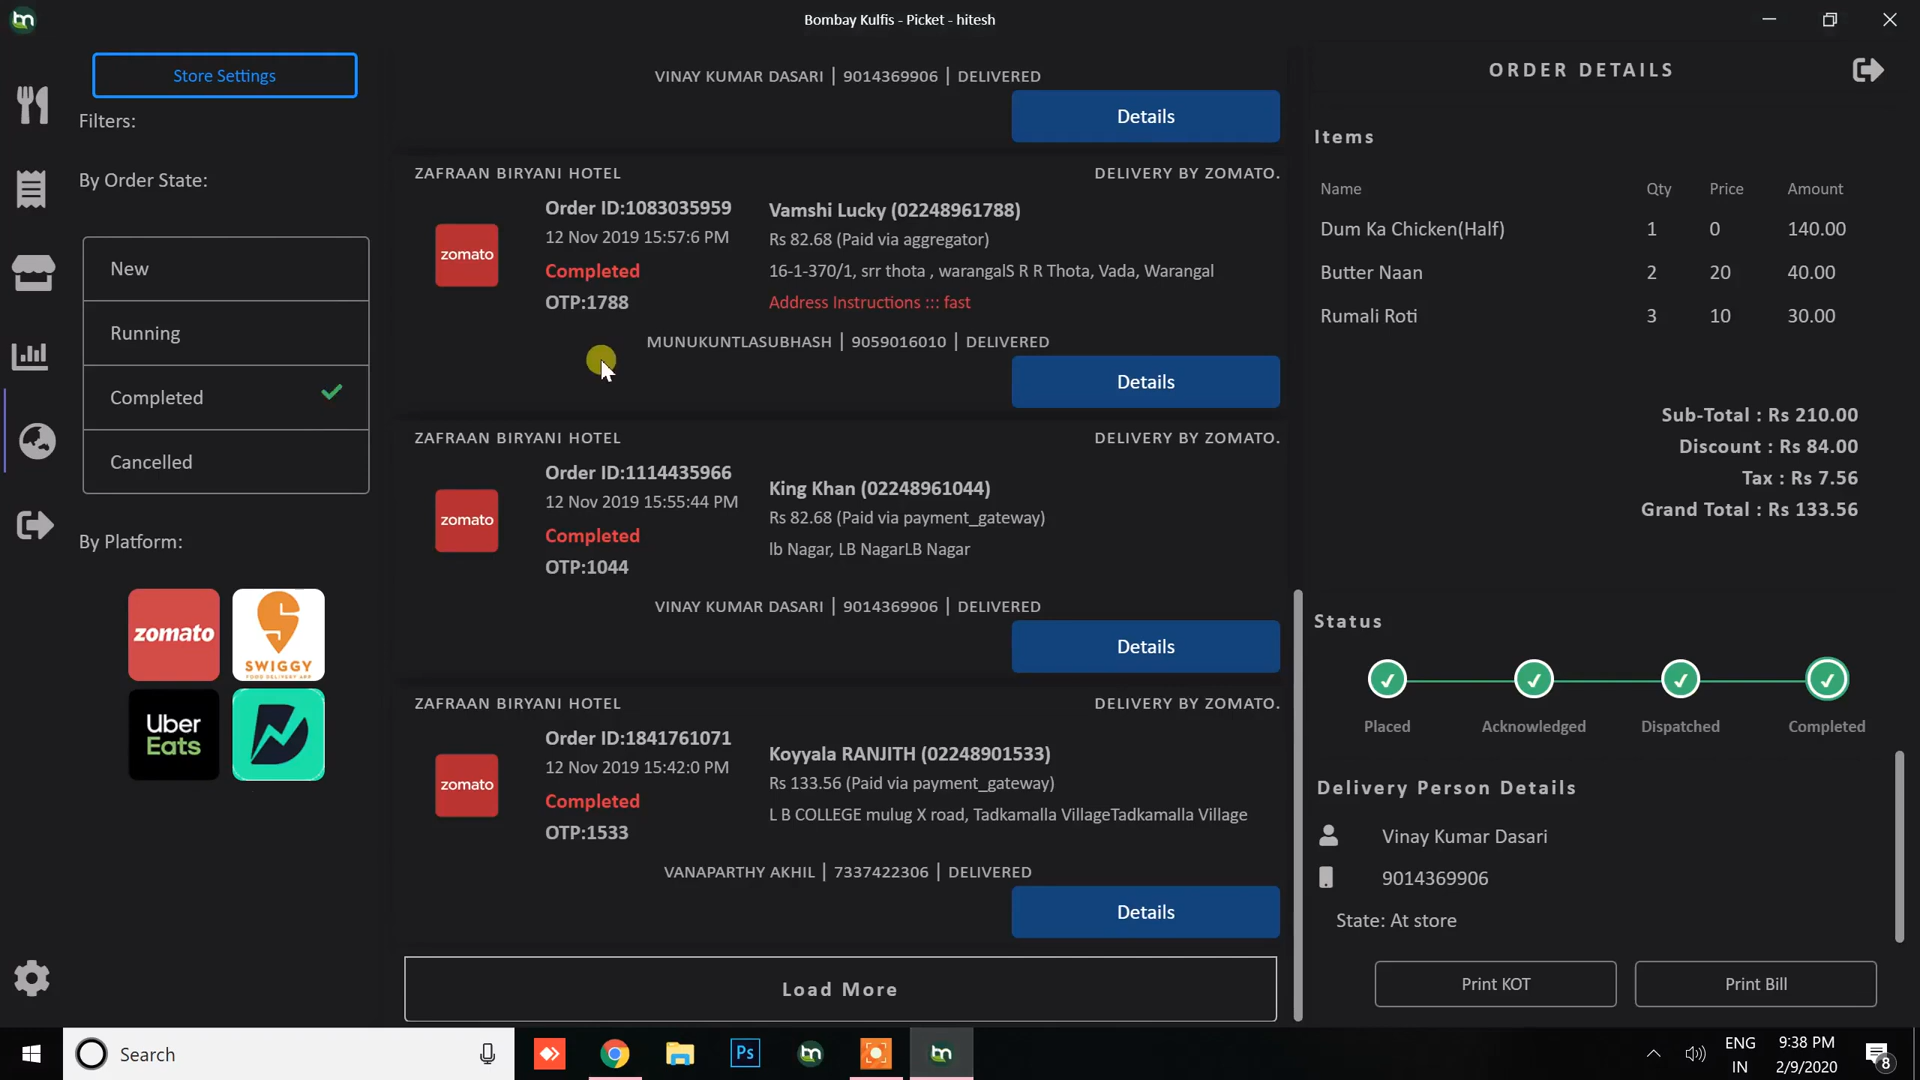 Bombay Kulfis - Picket - hitesh
Store Settings
Filters:
By Order State:
New
Running
Completed
Cancelled
By Platform:
zomato
SWIGGY
FOOD DELIVERY APP
Uber
Eats
VINAY KUMAR DASARI | 9014369906 | DELIVERED
Details
ZAFRAAN BIRYANI HOTEL
DELIVERY BY ZOMATO.
zomato
Order ID:1083035959
12 Nov 2019 15:57:6 PM
Completed
OTP:1788
Vamshi Lucky (02248961788)
Rs 82.68 (Paid via aggregator)
16-1-370/1, srr thota , warangalS R R Thota, Vada, Warangal
Address Instructions ::: fast
MUNUKUNTLASUBHASH | 9059016010 | DELIVERED
Details
ZAFRAAN BIRYANI HOTEL
DELIVERY BY ZOMATO.
zomato
Order ID:1114435966
12 Nov 2019 15:55:44 PM
Completed
OTP:1044
King Khan (02248961044)
Rs 82.68 (Paid via payment_gateway)
lb Nagar, LB NagarLB Nagar
VINAY KUMAR DASARI | 9014369906 | DELIVERED
Details
ZAFRAAN BIRYANI HOTEL
DELIVERY BY ZOMATO.
zomato
Order ID:1841761071
12 Nov 2019 15:42:0 PM
Completed
OTP:1533
Koyyala RANJITH (02248901533)
Rs 133.56 (Paid via payment_gateway)
L B COLLEGE mulug X road, Tadkamalla VillageTadkamalla Village
VANAPARTHY AKHIL | 7337422306 | DELIVERED
Details
Load More
ORDER DETAILS
Items
Name Qty Price Amount
Dum Ka Chicken(Half) 1 0 140.00
Butter Naan 2 20 40.00
Rumali Roti 3 10 30.00
Sub-Total : Rs 210.00
Discount : Rs 84.00
Tax : Rs 7.56
Grand Total : Rs 133.56
Status
Placed Acknowledged Dispatched Completed
Delivery Person Details
Vinay Kumar Dasari
9014369906
State: At store
Print KOT
Print Bill
Search
Ps
ENG
IN
9:38 PM
2/9/2020
8